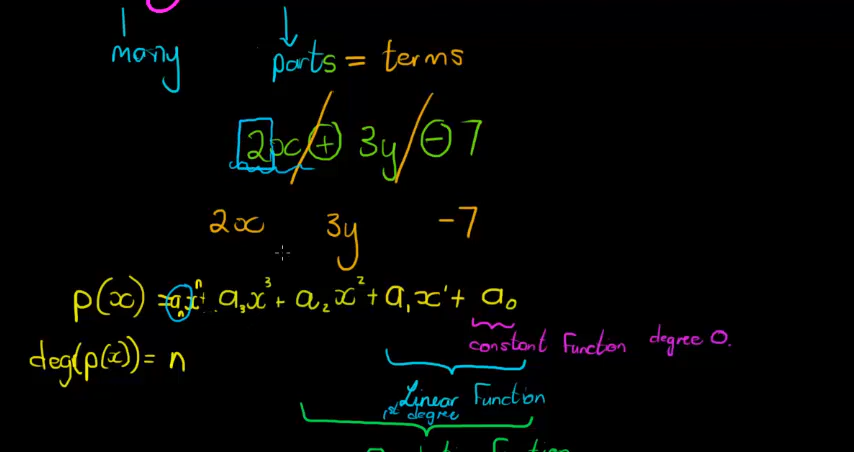 many parts = terms
2x + 3y - 7
2x 3y -7
p(x) = aₙxⁿ + . a₃x³ + a₂x² + a₁x¹ + a₀
constant Function degree 0.
deg(p(x)) = n
Linear Function
1st degree